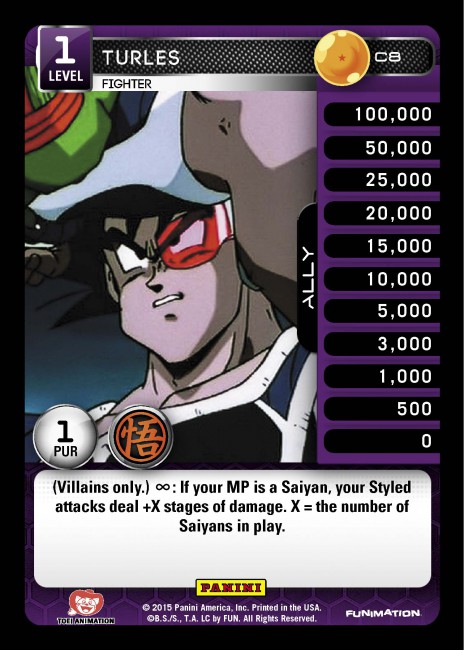 1
LEVEL
TURLES
C8
FIGHTER
100,000
50,000
25,000
20,000
15,000
10,000
5,000
3,000
1,000
500
0
ALLY
1
PUR
悟
(Villains only.) ∞: If your MP is a Saiyan, your Styled
attacks deal +X stages of damage. X = the number of
Saiyans in play.
PANINI
TOEI ANIMATION
© 2015 Panini America, Inc. Printed in the USA.
©B.S./S., T.A. LC by FUN. All Rights Reserved.
FUNIMATION